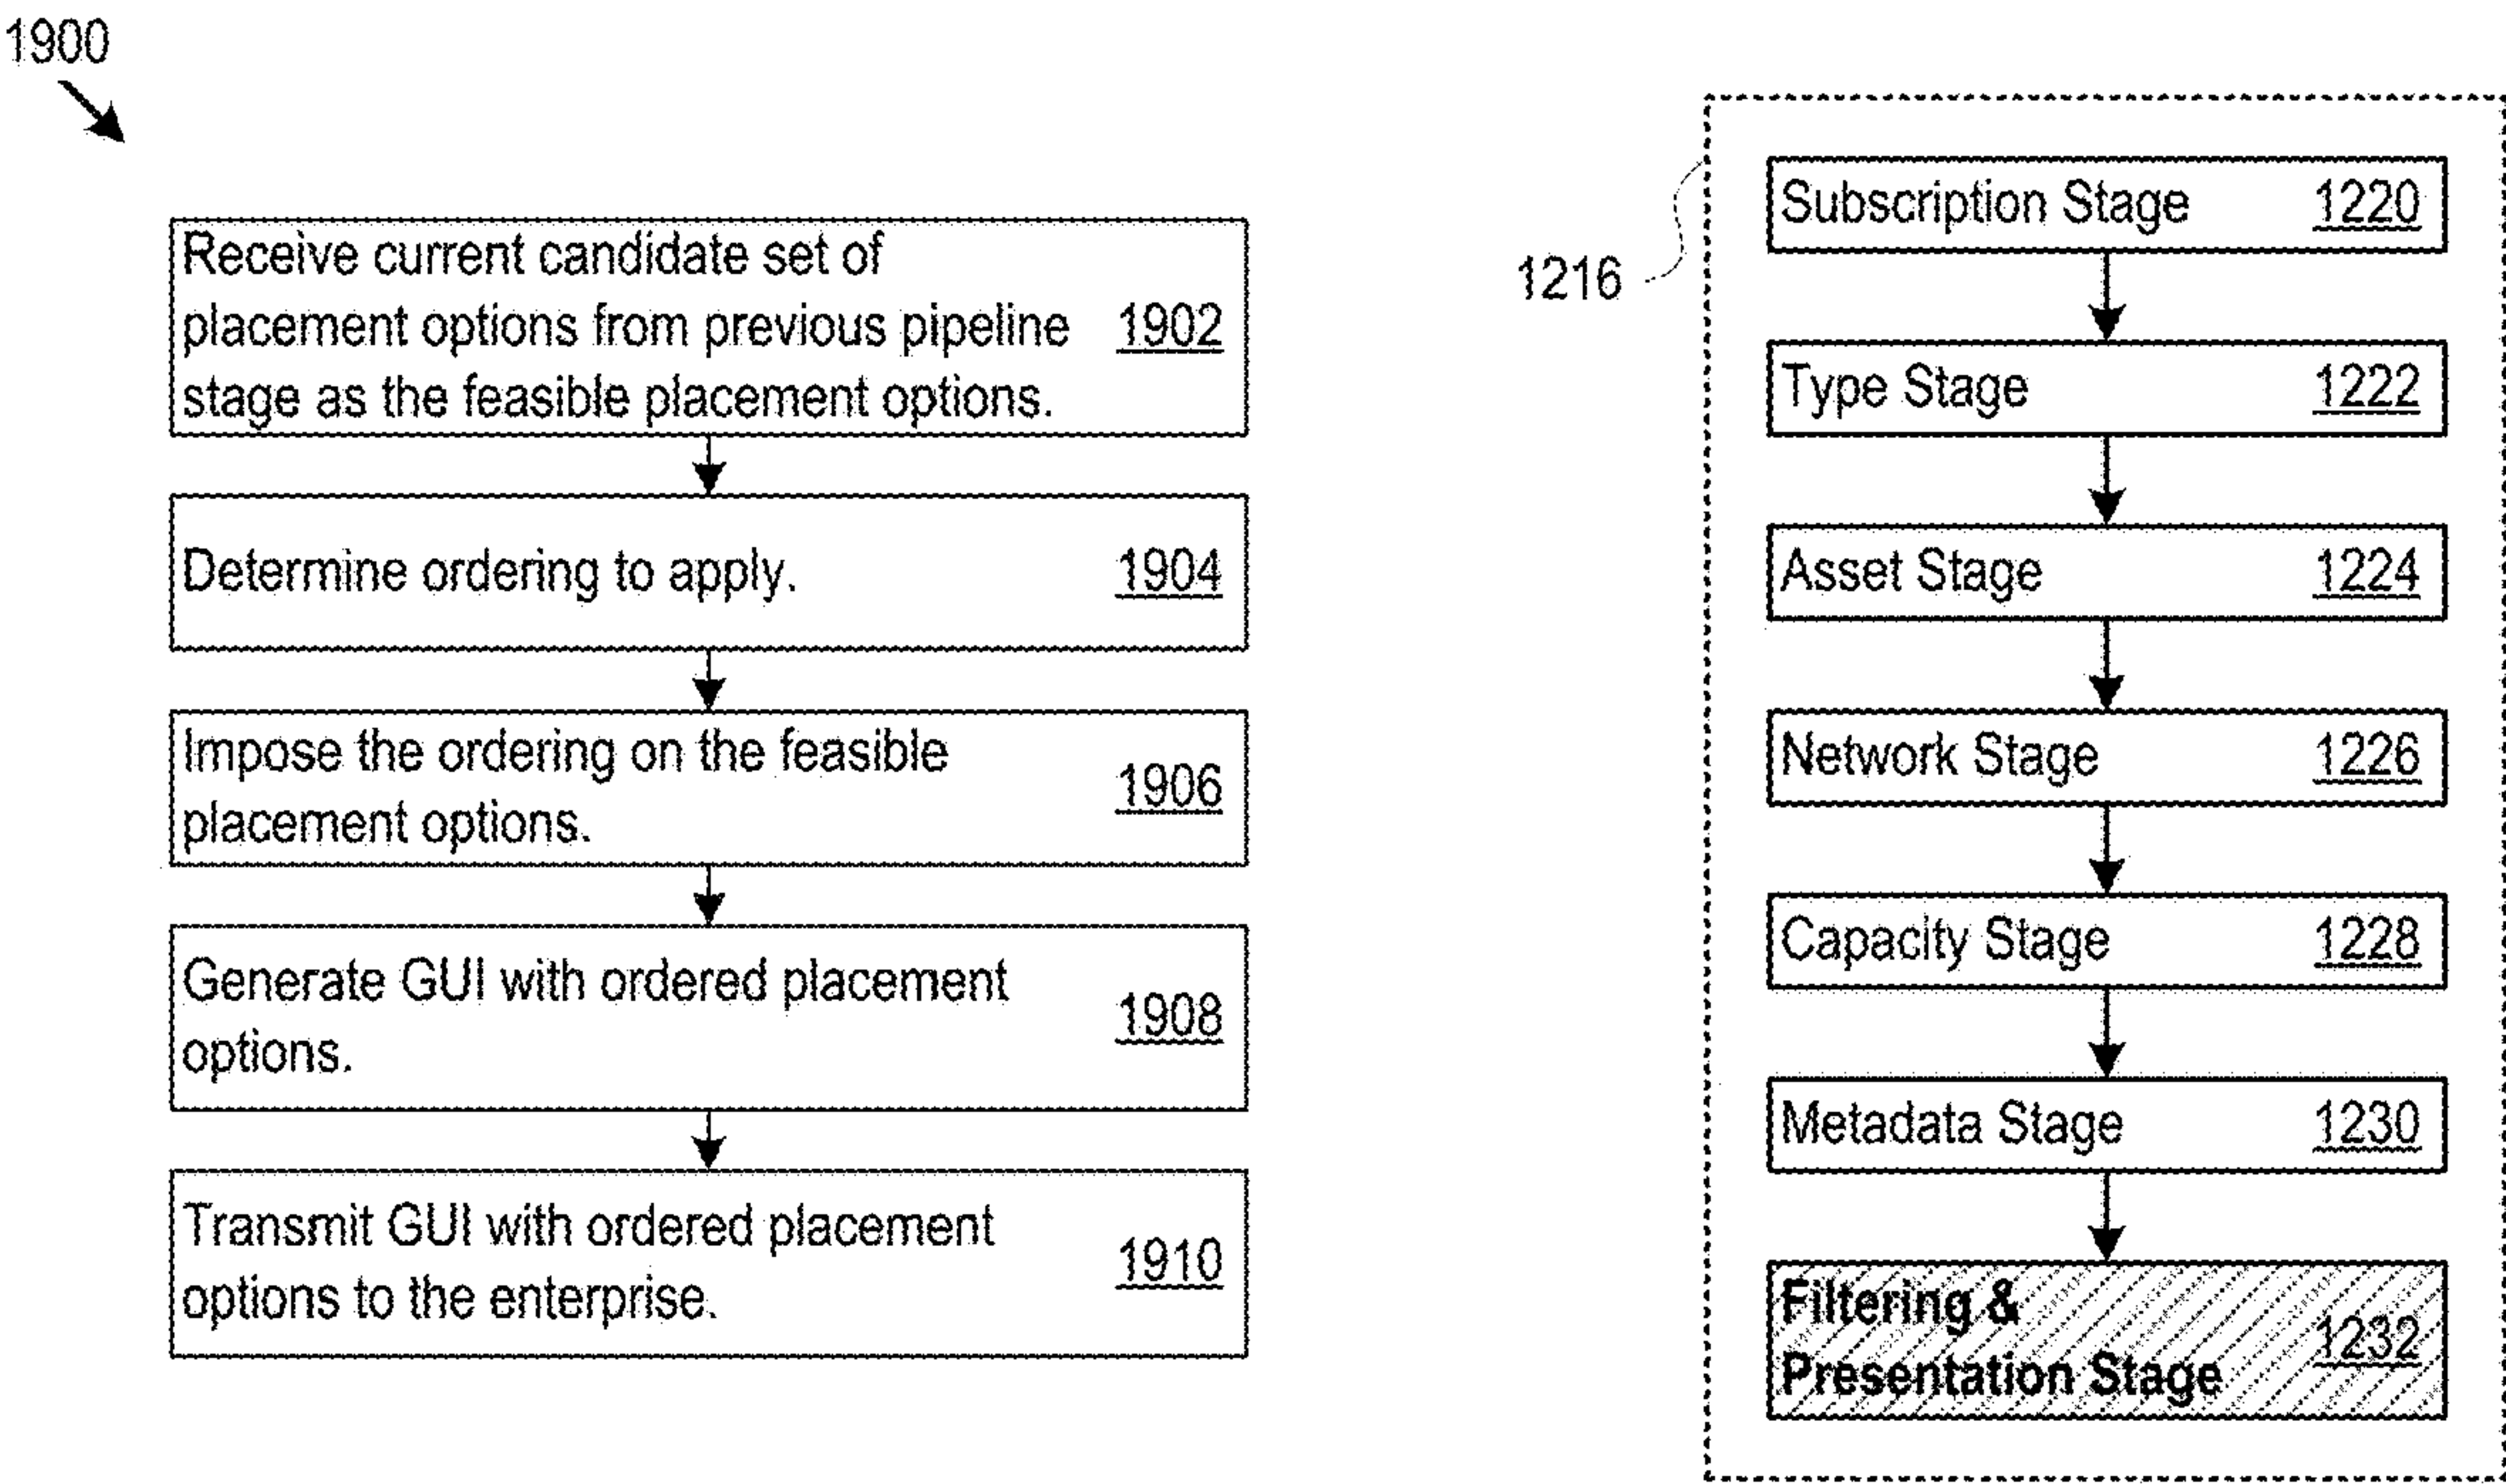 1900
Receive current candidate set of
placement options from previous pipeline 1902
stage as the feasible placement options.
Determine ordering to apply. 1904
Impose the ordering on the feasible
placement options.
1906
Generate GUI with ordered placement
options.
1908
Transmit GUI with ordered placement
options to the enterprise.
1910
1216
Subscription Stage 1220
Type Stage 1222
Asset Stage 1224
Network Stage 1226
Capacity Stage 1228
Metadata Stage 1230
Filtering &
Presentation Stage
1232